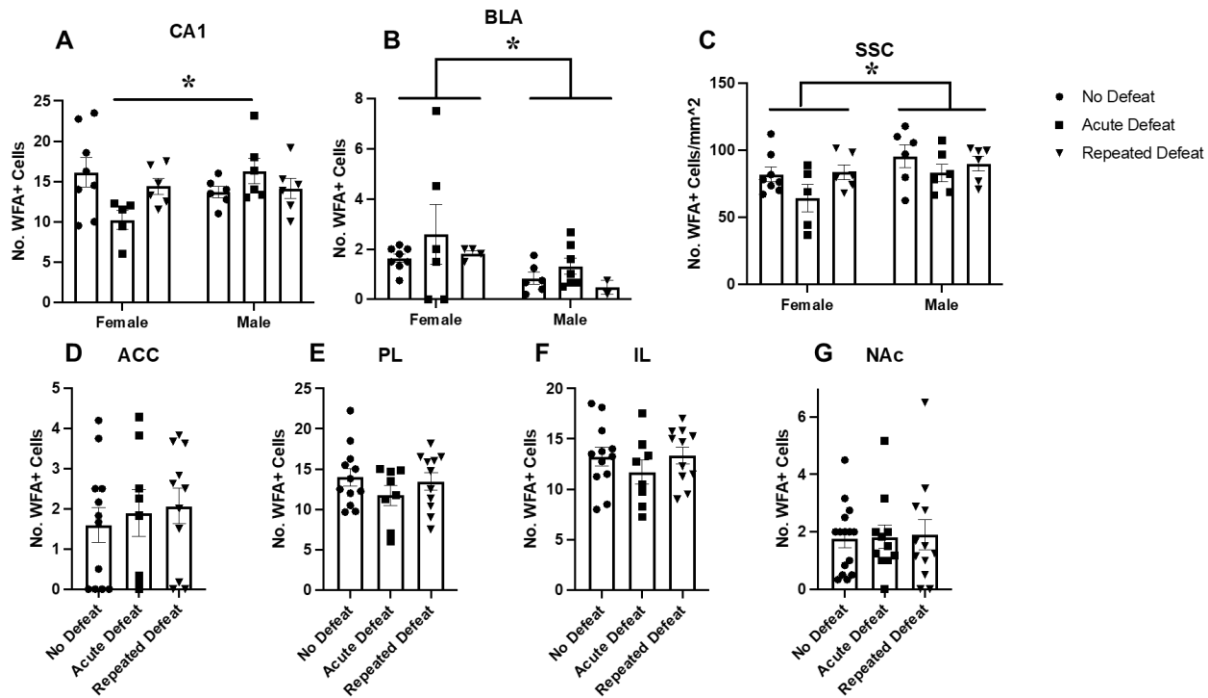 A
CA1
*
No. WFA+ Cells
25
20
15
10
5
0
Female
Male
B
BLA
*
No. WFA+ Cells
8
6
4
2
0
Female
Male
C
SSC
*
No. WFA+ Cells/mm^2
150
100
50
0
Female
Male
No Defeat
Acute Defeat
Repeated Defeat
D
ACC
No. WFA+ Cells
5
4
3
2
1
0
No Defeat
Acute Defeat
Repeated Defeat
E
PL
No. WFA+ Cells
25
20
15
10
5
0
No Defeat
Acute Defeat
Repeated Defeat
F
IL
No. WFA+ Cells
20
15
10
5
0
No Defeat
Acute Defeat
Repeated Defeat
G
NAc
No. WFA+ Cells
6
4
2
0
No Defeat
Acute Defeat
Repeated Defeat